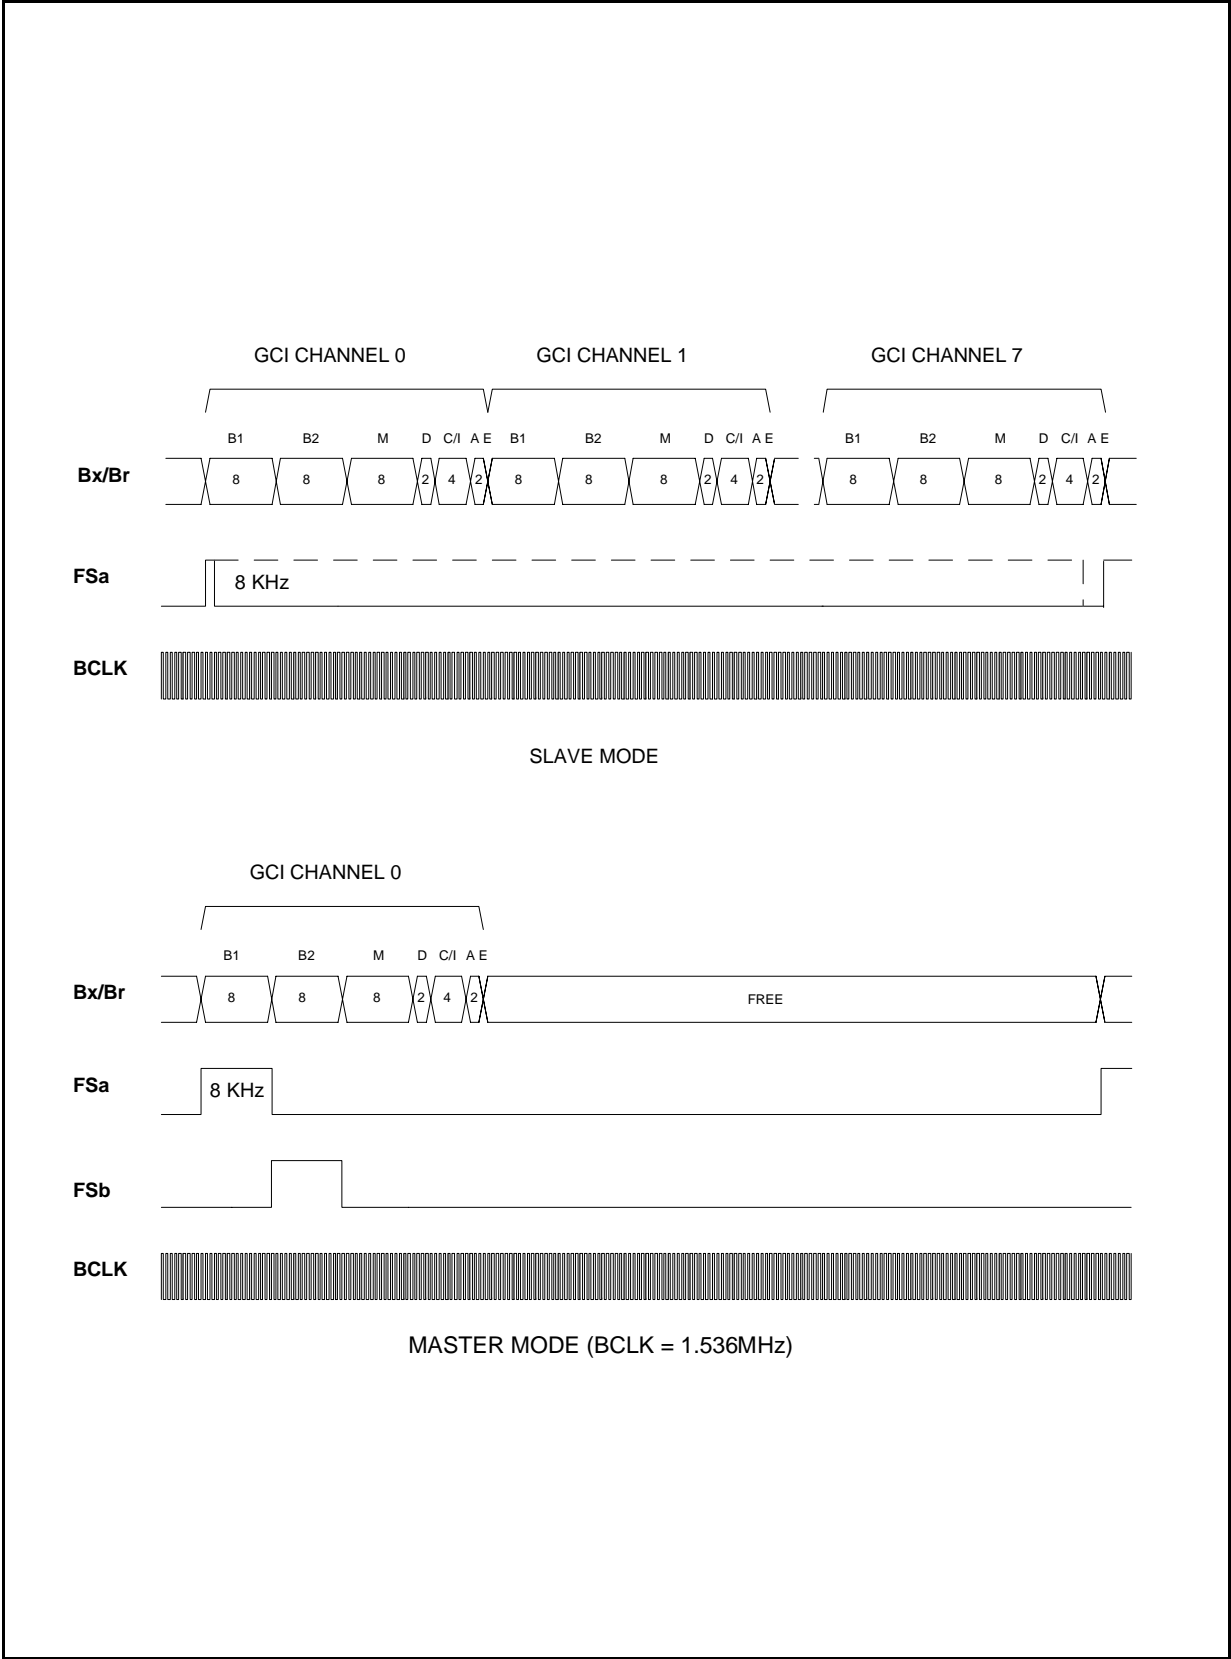 GCI CHANNEL 0 GCI CHANNEL 1 GCI CHANNEL 7
B1 B2 M D C/I A E B1 B2 M D C/I A E B1 B2 M D C/I A E
Bx/Br 8 8 8 2 4 2 8 8 8 2 4 2 8 8 8 2 4 2
FSa 8 KHz
BCLK
SLAVE MODE
GCI CHANNEL 0
B1 B2 M D C/I A E
Bx/Br 8 8 8 2 4 2 FREE
FSa 8 KHz
FSb
BCLK
MASTER MODE (BCLK = 1.536MHz)